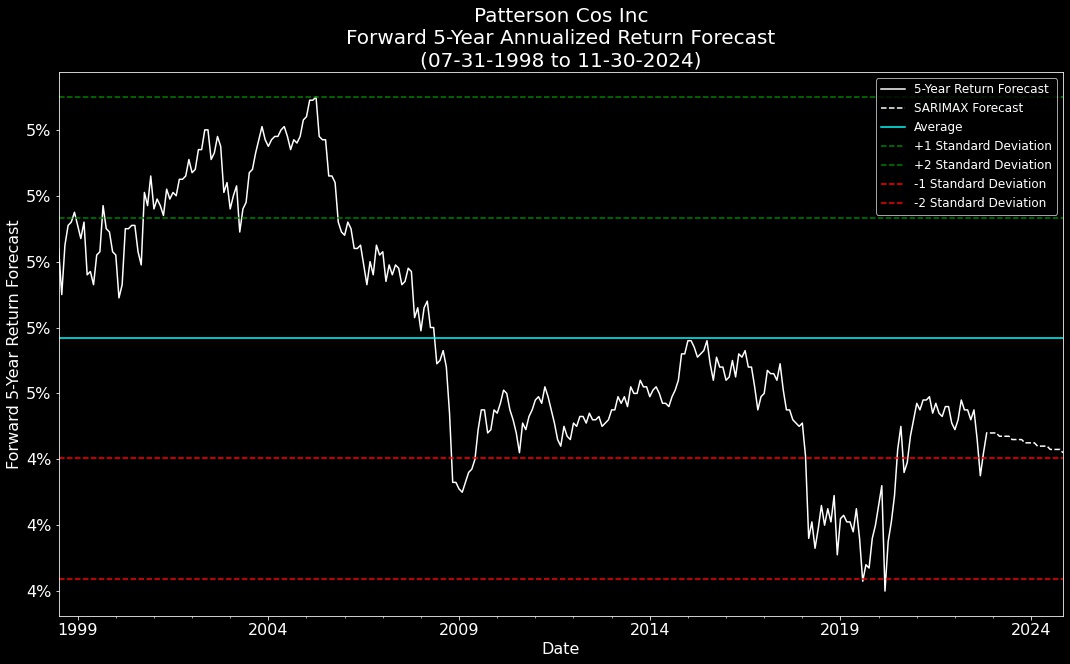 Patterson Cos Inc
Forward 5-Year Annualized Return Forecast
(07-31-1998 to 11-30-2024)
5-Year Return Forecast
SARIMAX Forecast
Average
+1 Standard Deviation
+2 Standard Deviation
-1 Standard Deviation
-2 Standard Deviation
Forward 5-Year Return Forecast
5%
5%
5%
5%
5%
4%
4%
4%
1999 2004 2009 2014 2019 2024
Date